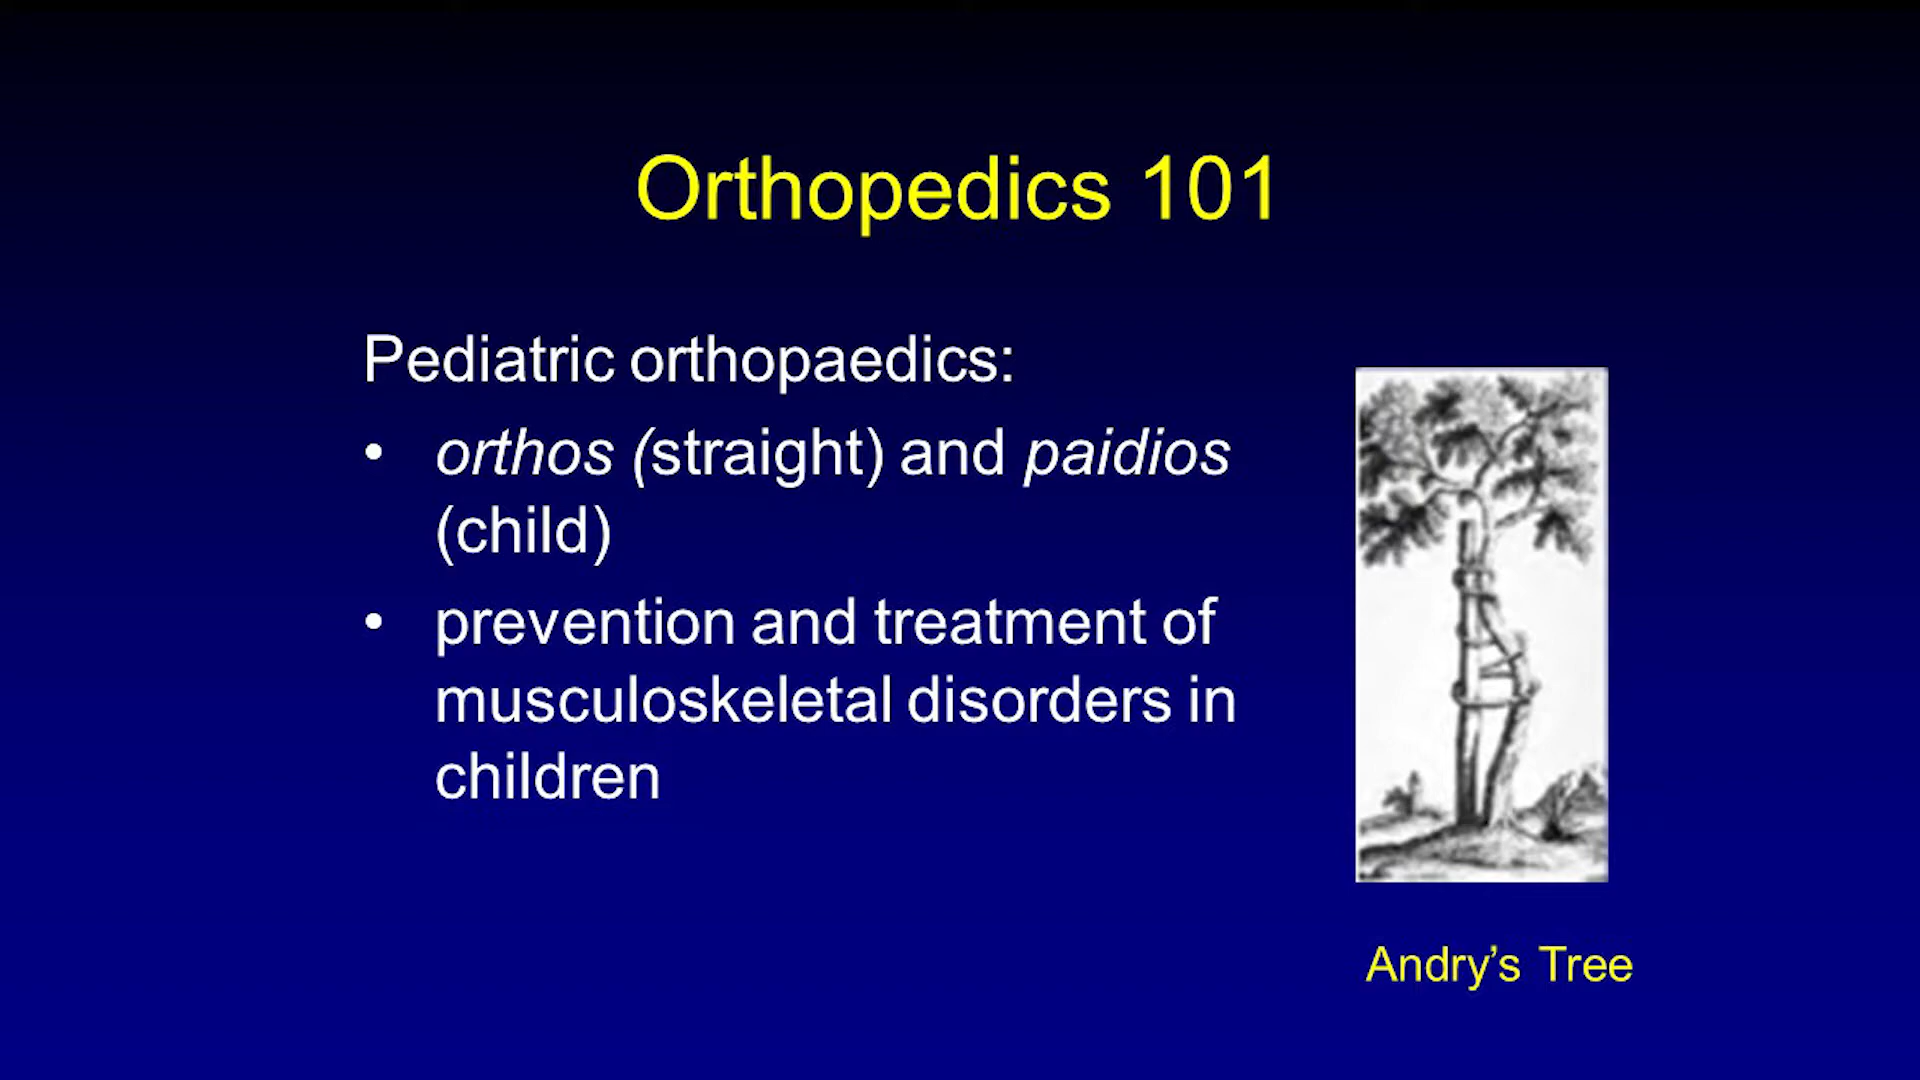 Orthopedics 101
Pediatric orthopaedics:
• orthos (straight) and paidios
(child)
• prevention and treatment of
musculoskeletal disorders in
children
Andry’s Tree